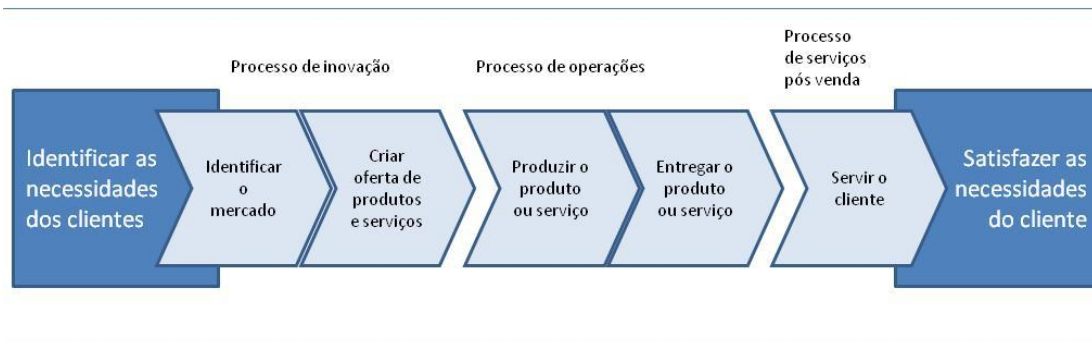 Processo de inovação
Processo de operações
Processo
de serviços
pós venda
Identificar as
necessidades
dos clientes
Identificar
o
mercado
Criar
oferta de
produtos
e serviços
Produzir o
produto
ou serviço
Entregar o
produto
ou serviço
Servir o
cliente
Satisfazer as
necessidades
do cliente